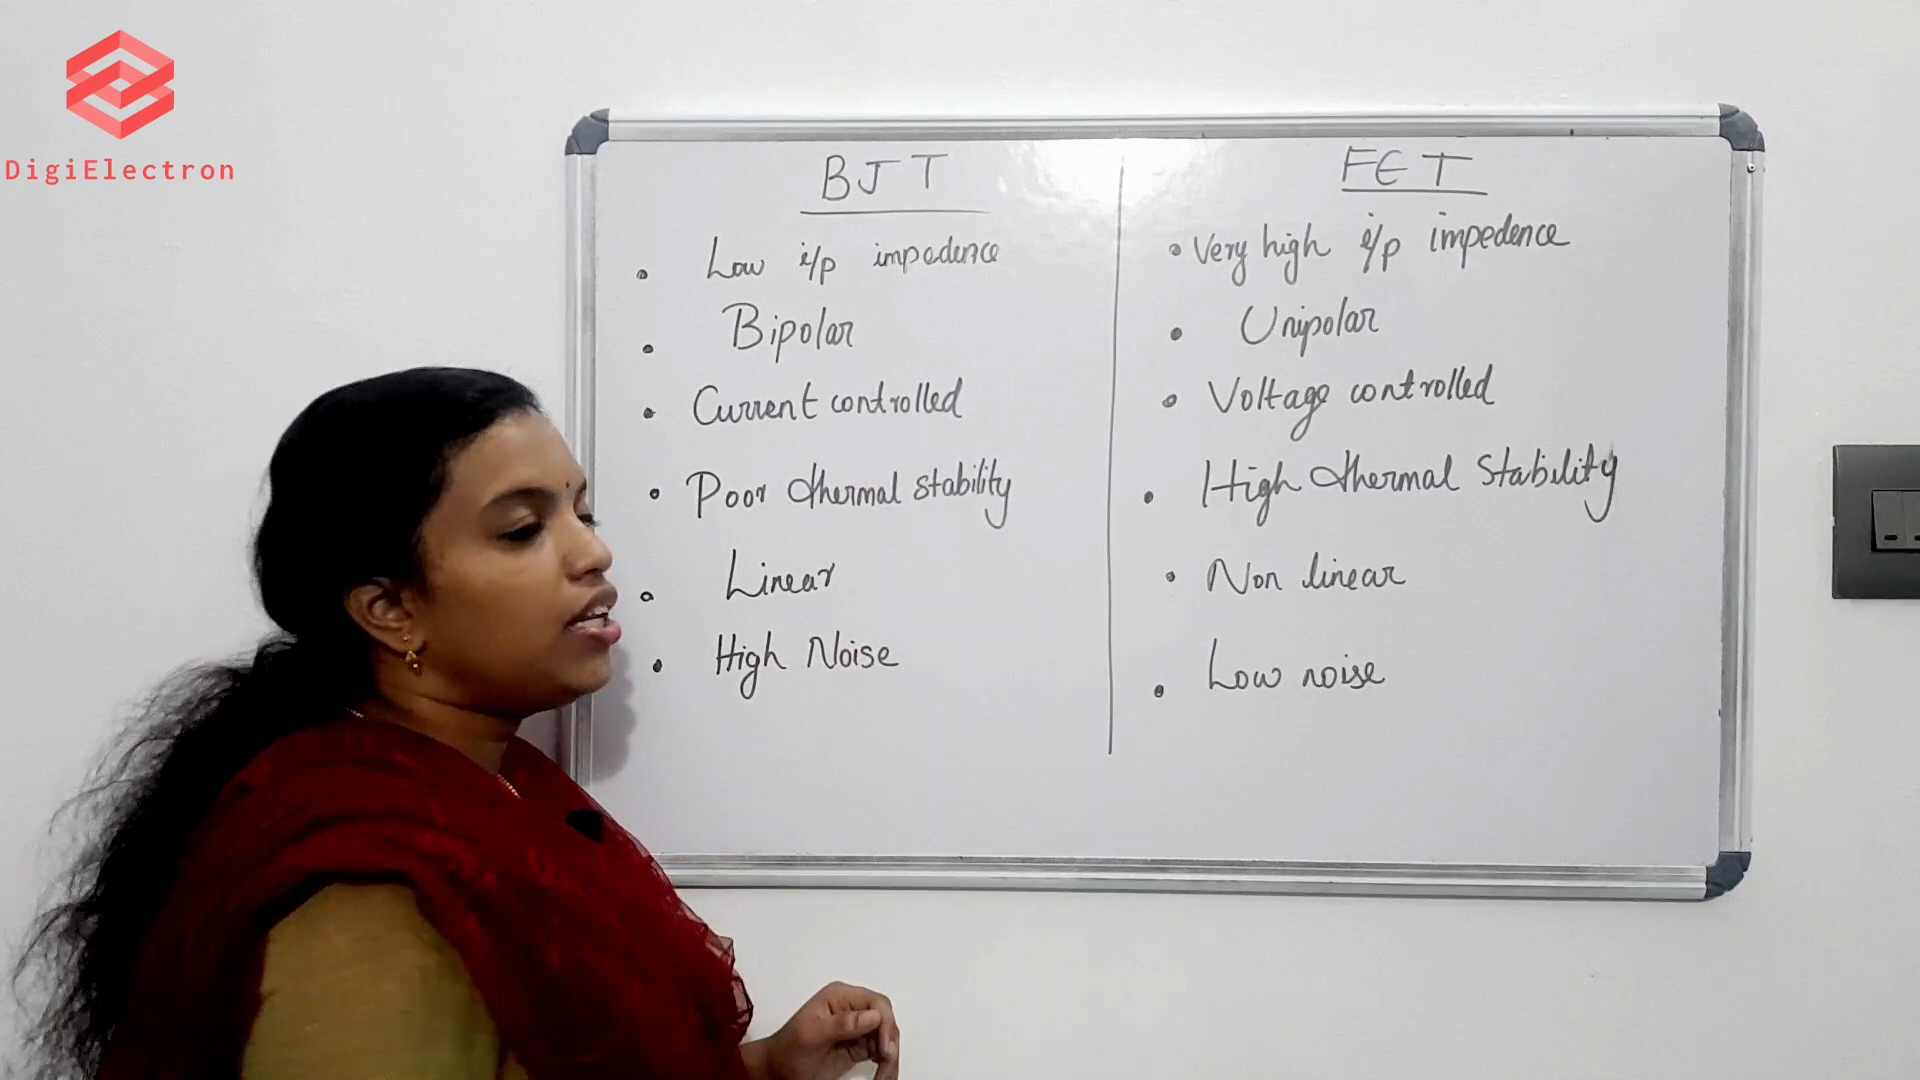 DigiElectron
BJT
• Low i/p impedence
• Bipolar
• Current controlled
• Poor thermal stability
• Linear
• High Noise
FET
• Very high i/p impedence
• Unipolar
• Voltage controlled
• High thermal stability
• Non linear
• Low noise